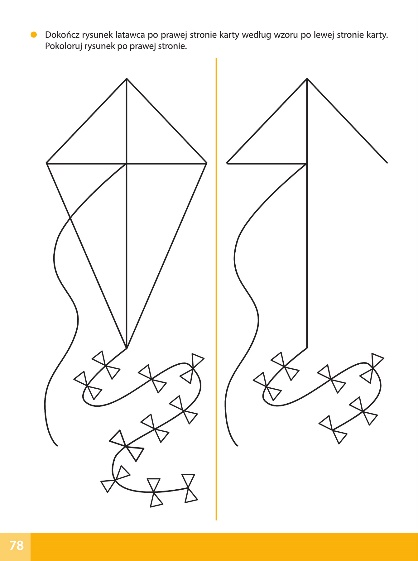 Dokończ rysunek latawca po prawej stronie karty według wzoru po lewej stronie karty.
Pokoloruj rysunek po prawej stronie.
78